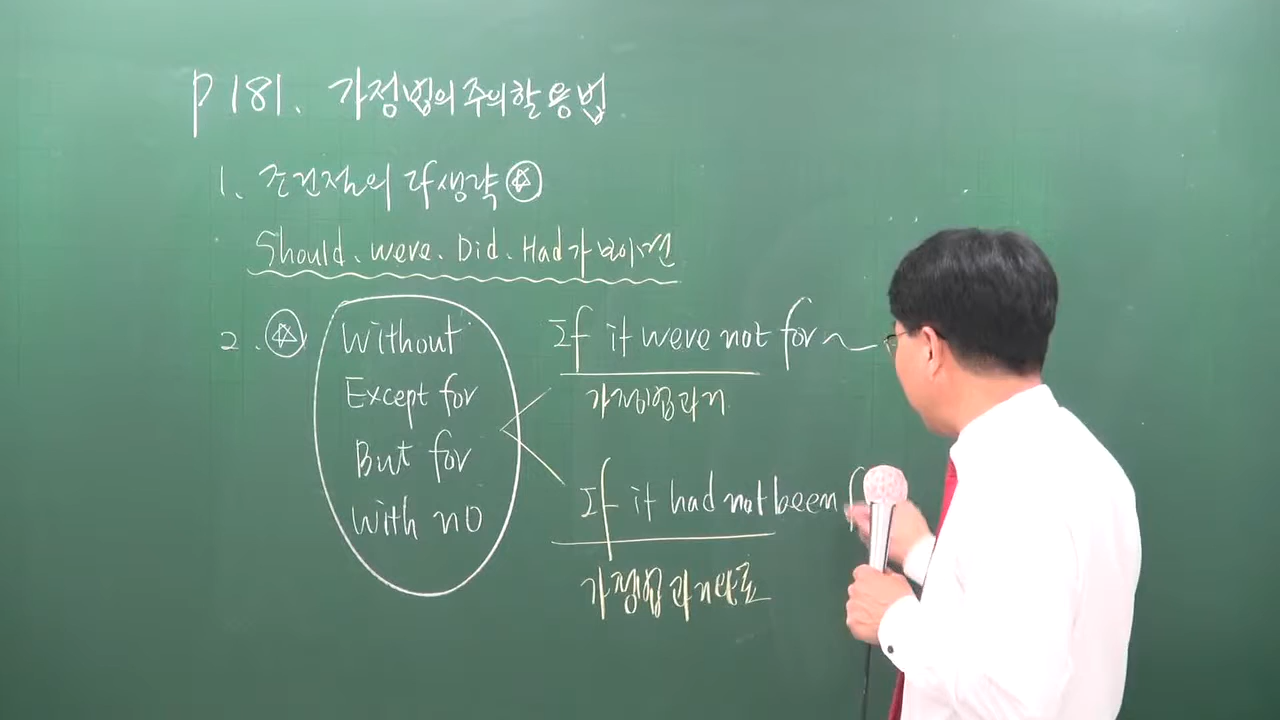 P 181. 가정법의 주의할 용법
1. 조건절의 if생략
Should, were, Did, Had가 보이면
2.
Without
Except for
But for
With no
If it were not for ~
가정법과거
If it had not been f
가정법과거완료